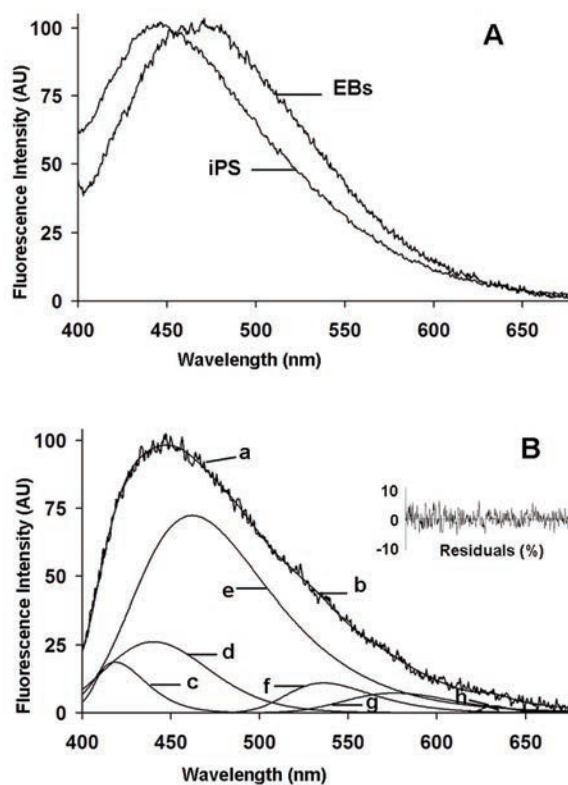 A
Fluorescence Intensity (AU)
100
75
50
25
0
EBs
iPS
400 450 500 550 600 650
Wavelength (nm)
B
Fluorescence Intensity (AU)
100
75
50
25
0
a
b
c
d
e
f
g
h
10
0
-10
Residuals (%)
400 450 500 550 600 650
Wavelength (nm)